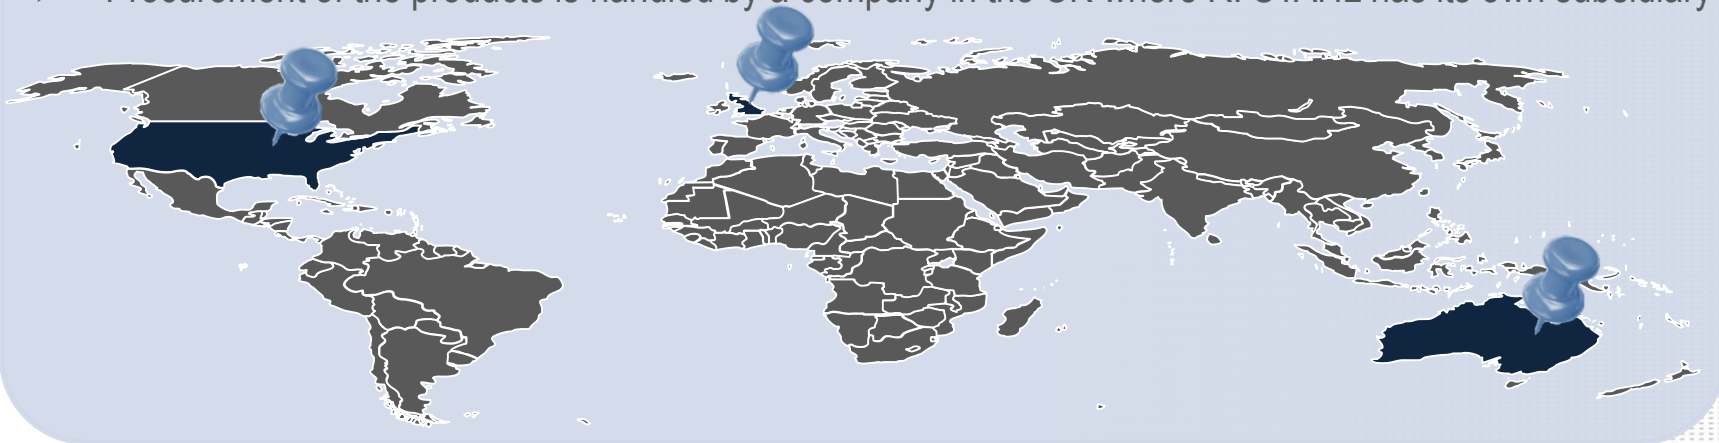 Procurement of the products is handled by a company in the UK where has its own subsidiary